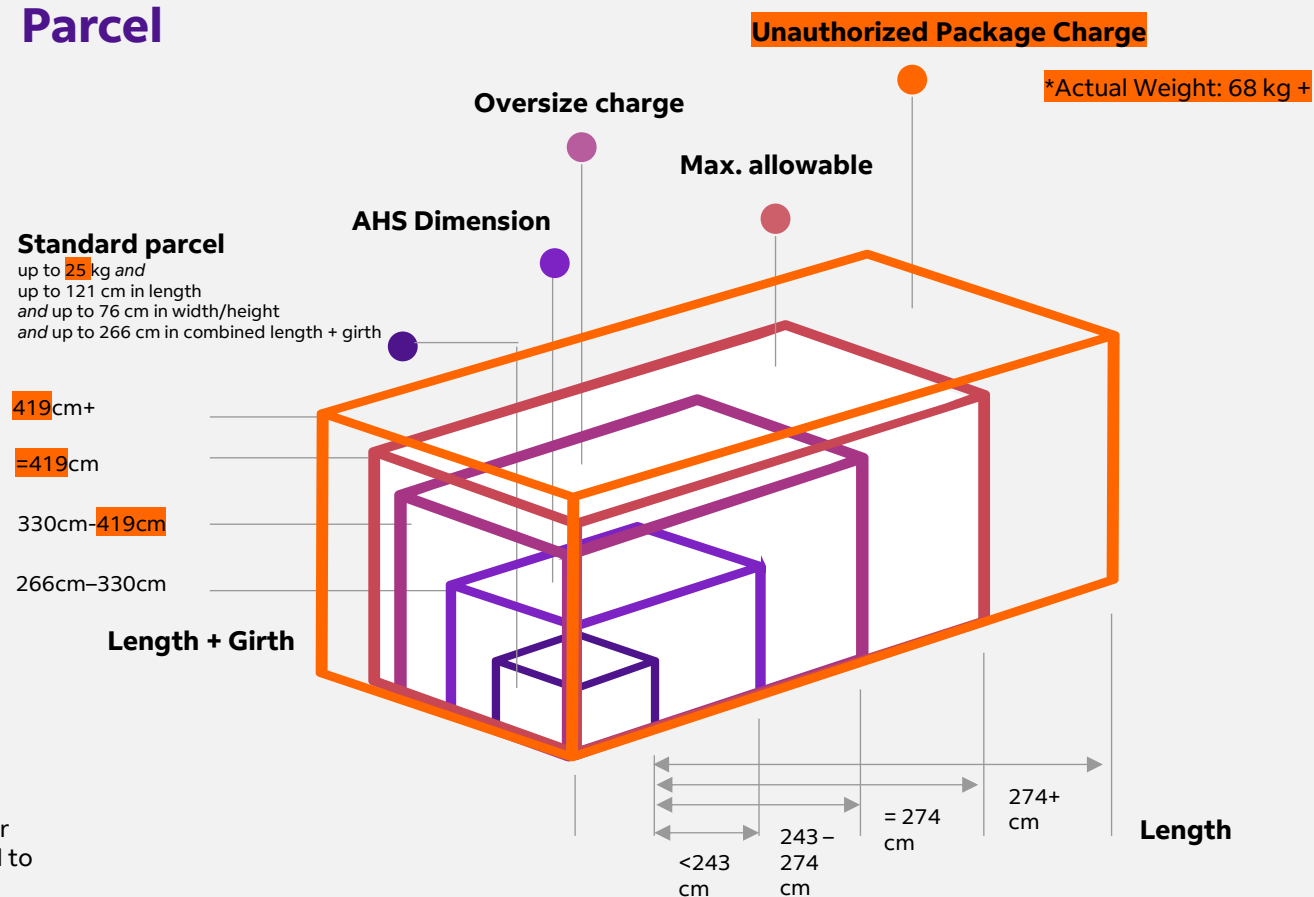 Parcel
Unauthorized Package Charge
*Actual Weight: 68 kg +
Oversize charge
Max. allowable
AHS Dimension
Standard parcel
up to 25 kg and
up to 121 cm in length
and up to 76 cm in width/height
and up to 266 cm in combined length + girth
419cm+
=419cm
330cm-419cm
266cm–330cm
Length + Girth
r
l to
<243
cm
243 –
274
cm
= 274
cm
274+
cm
Length